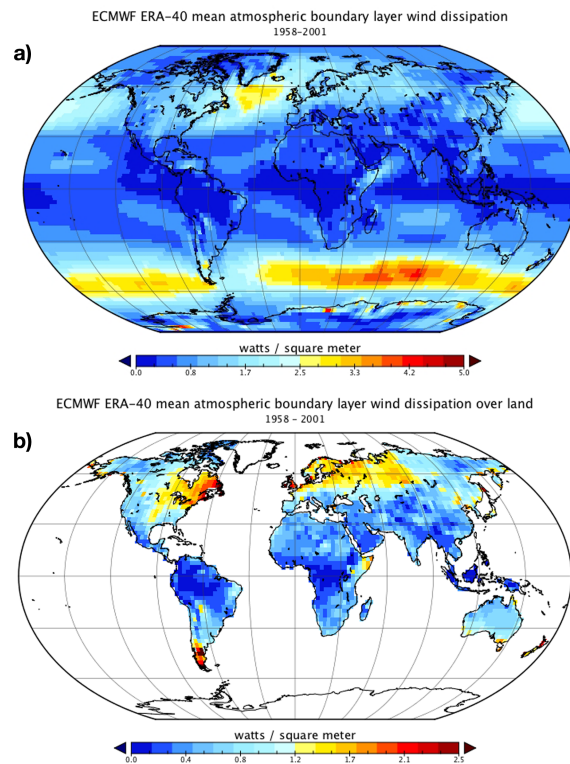 ECMWF ERA-40 mean atmospheric boundary layer wind dissipation
1958-2001
a)
watts / square meter
0.0 0.8 1.7 2.5 3.3 4.2 5.0
ECMWF ERA-40 mean atmospheric boundary layer wind dissipation over land
1958 - 2001
b)
watts / square meter
0.0 0.4 0.8 1.2 1.7 2.1 2.5